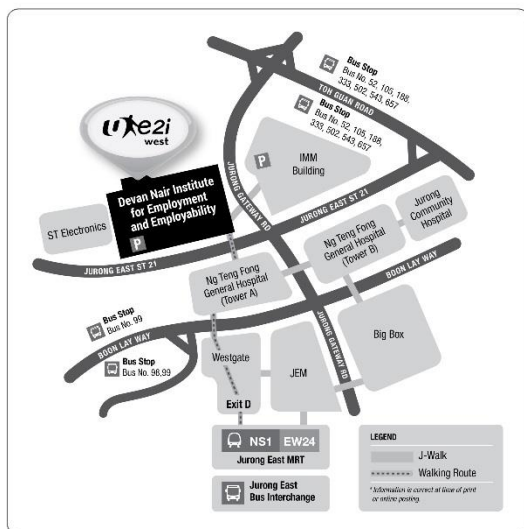 Bus Stop
Bus No. 52, 105, 188,
333, 502, 543, 657
TOH GUAN ROAD
Bus Stop
Bus No. 52, 105, 188,
333, 502, 543, 657
e2i
west
JURONG GATEWAY RD
P
IMM
Building
Devan Nair Institute
for Employment
and Employability
P
ST Electronics
JURONG EAST ST 21
JURONG EAST ST 21
Jurong
Community
Hospital
Ng Teng Fong
General Hospital
(Tower B)
Ng Teng Fong
General Hospital
(Tower A)
BOON LAY WAY
Bus Stop
Bus No. 99
BOON LAY WAY
Bus Stop
Bus No. 98,99
JURONG GATEWAY RD
Big Box
Westgate
JEM
Exit D
NS1 EW24
Jurong East MRT
Jurong East
Bus Interchange
LEGEND
J-Walk
Walking Route
* Information is correct at time of print
or online posting.